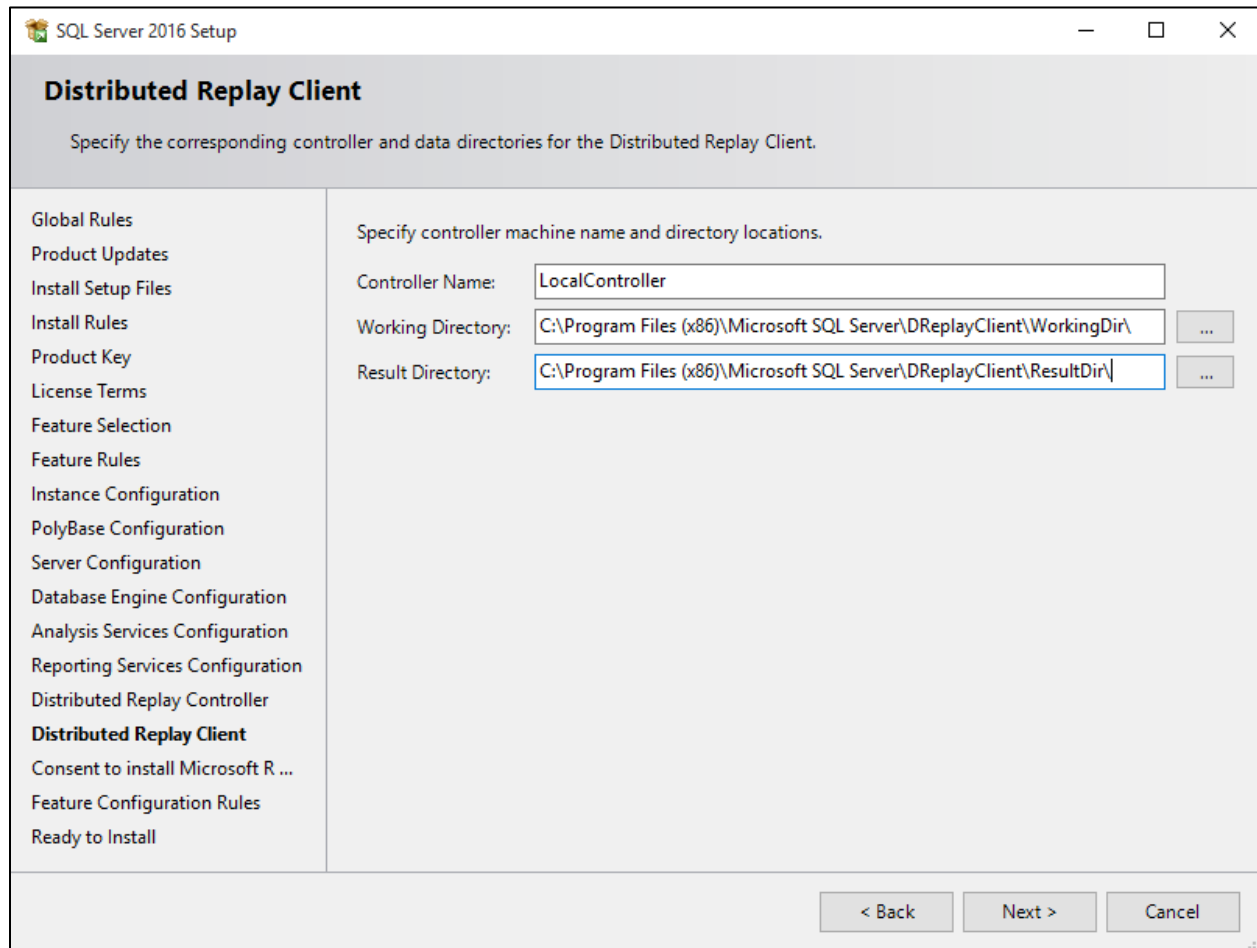 SQL Server 2016 Setup
Distributed Replay Client
Specify the corresponding controller and data directories for the Distributed Replay Client.
Global Rules
Product Updates
Install Setup Files
Install Rules
Product Key
License Terms
Feature Selection
Feature Rules
Instance Configuration
PolyBase Configuration
Server Configuration
Database Engine Configuration
Analysis Services Configuration
Reporting Services Configuration
Distributed Replay Controller
Distributed Replay Client
Consent to install Microsoft R ...
Feature Configuration Rules
Ready to Install
Specify controller machine name and directory locations.
Controller Name: LocalController
Working Directory: C:\Program Files (x86)\Microsoft SQL Server\DReplayClient\WorkingDir\ ...
Result Directory: C:\Program Files (x86)\Microsoft SQL Server\DReplayClient\ResultDir\ ...
< Back Next > Cancel